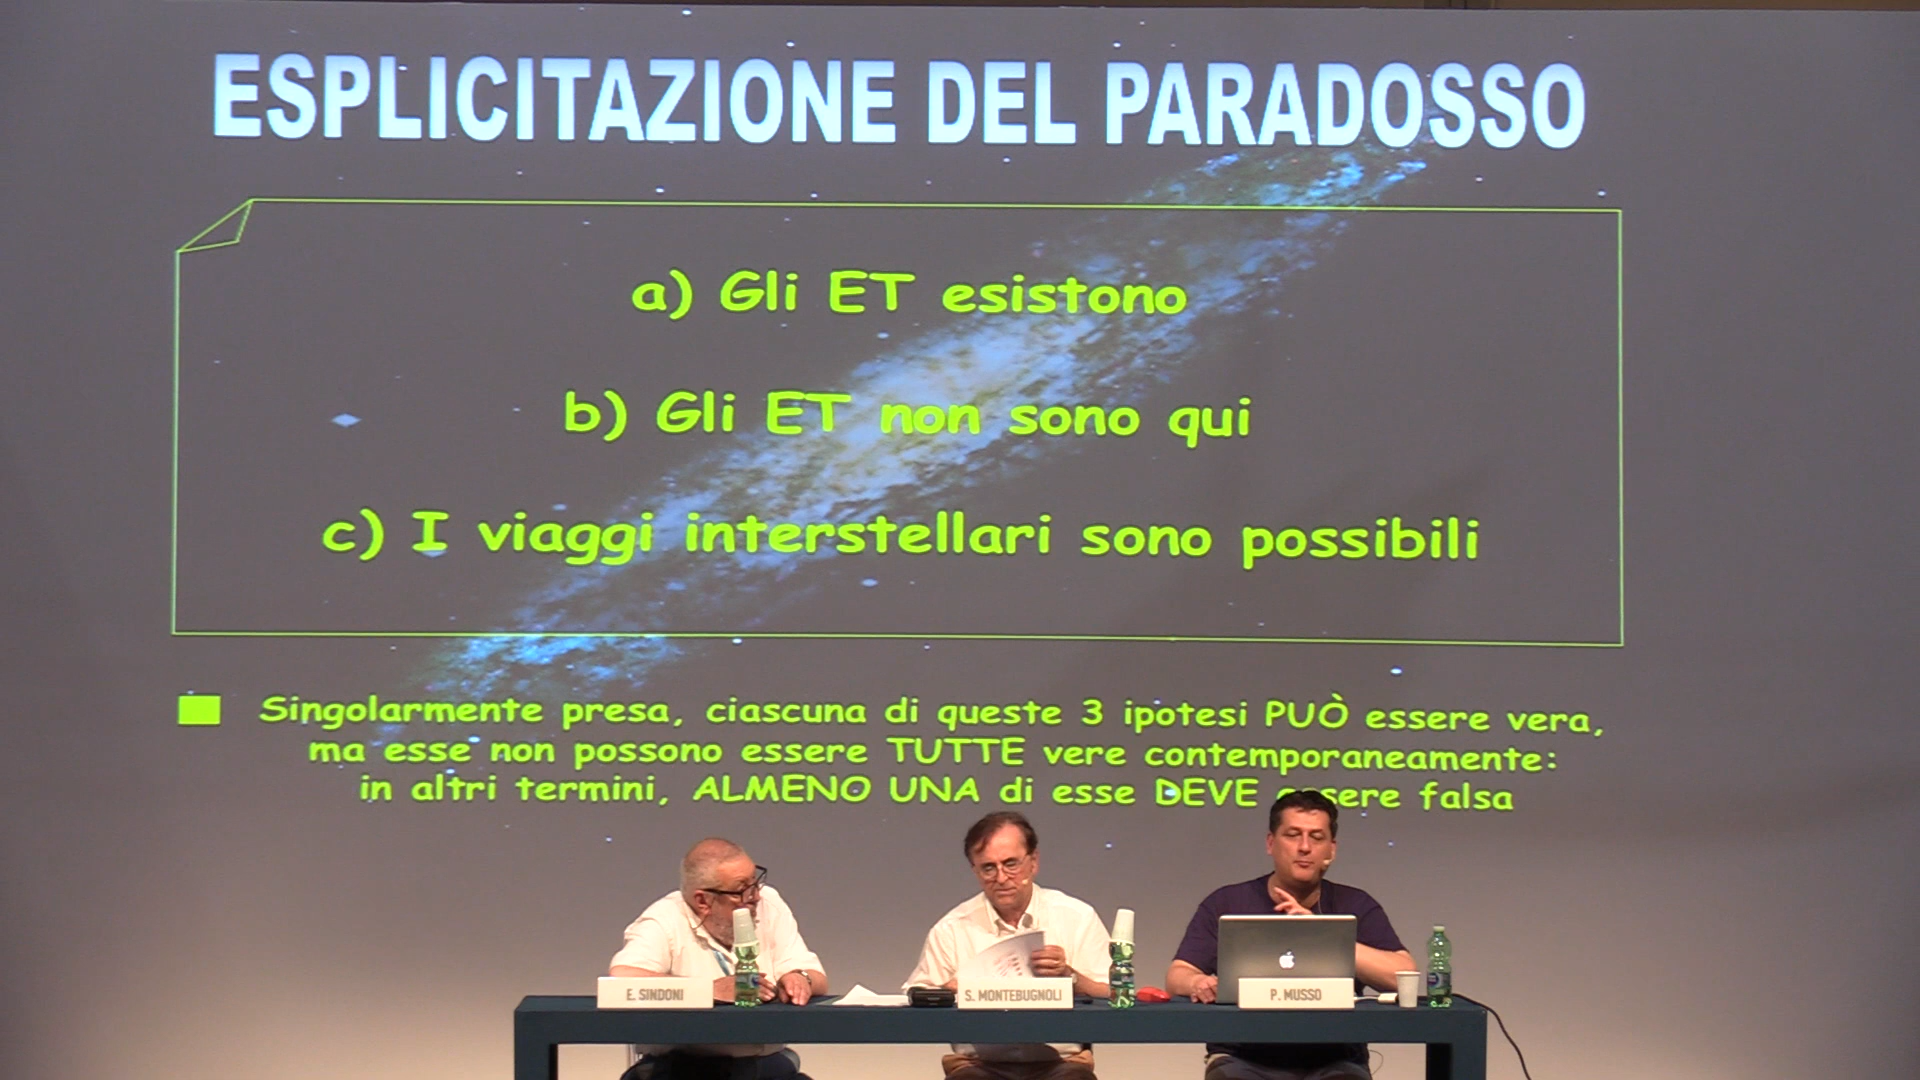 ESPLICITAZIONE DEL PARADOSSO
a) Gli ET esistono
b) Gli ET non sono qui
c) I viaggi interstellari sono possibili
Singolarmente presa, ciascuna di queste 3 ipotesi PUÒ essere vera,
ma esse non possono essere TUTTE vere contemporaneamente:
in altri termini, ALMENO UNA di esse DEVE essere falsa
E. SINDONI
S. MONTEBUGNOLI
P. MUSSO